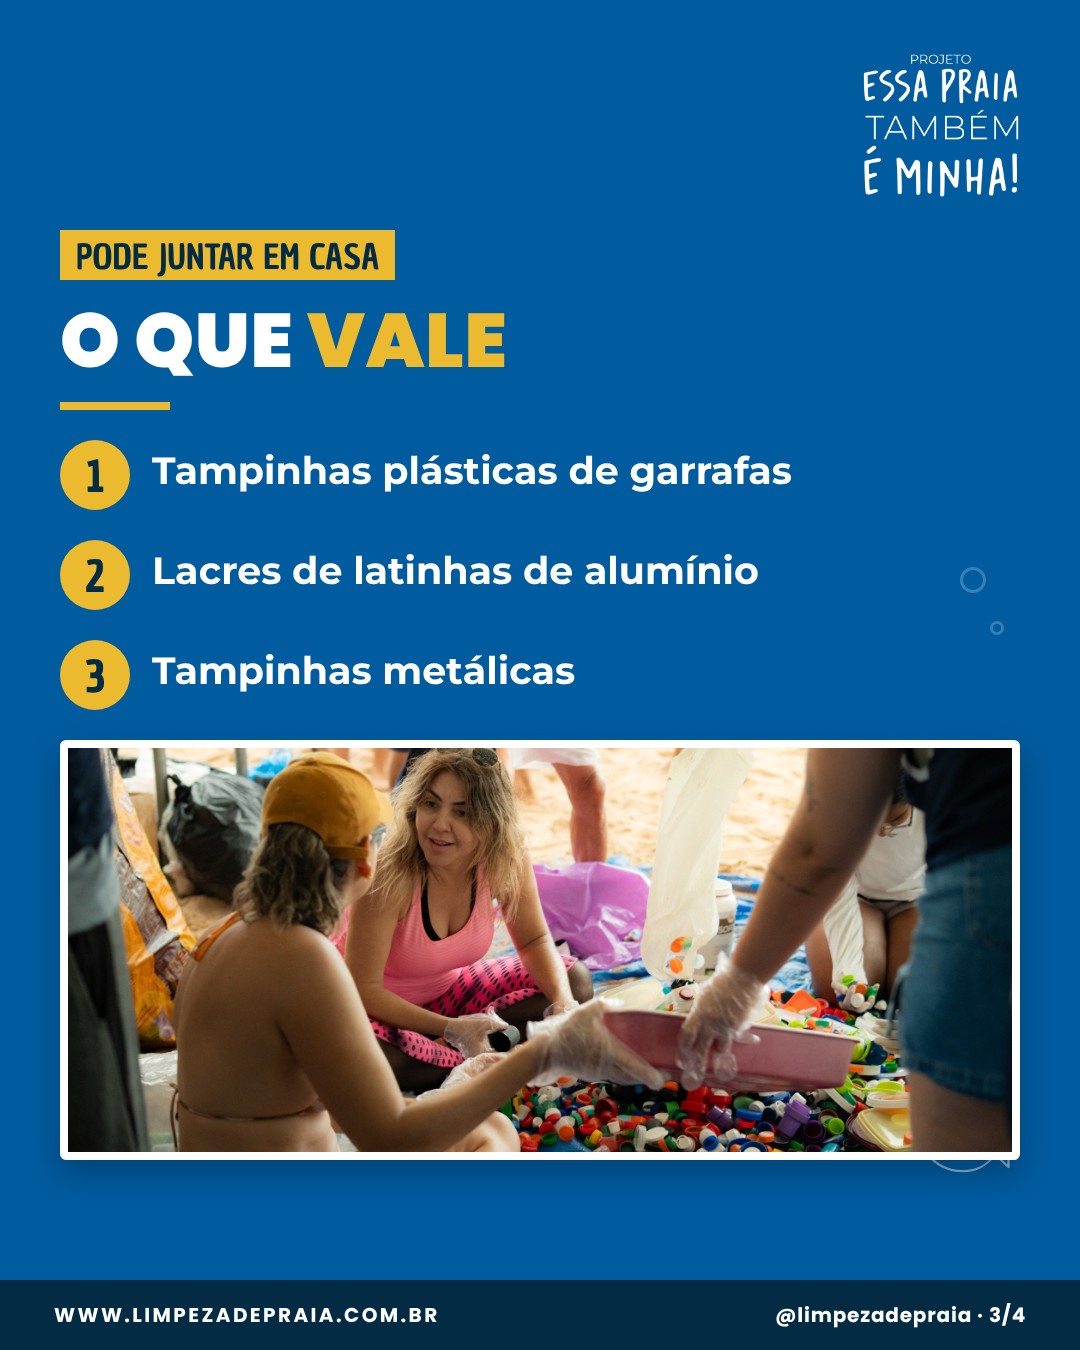 PROJETO
ESSA PRAIA
TAMBÉM
É MINHA!
PODE JUNTAR EM CASA
O QUE VALE
1 Tampinhas plásticas de garrafas
2 Lacres de latinhas de alumínio
3 Tampinhas metálicas
WWW.LIMPEZADEPRAIA.COM.BR
@limpezadepraia · 3/4